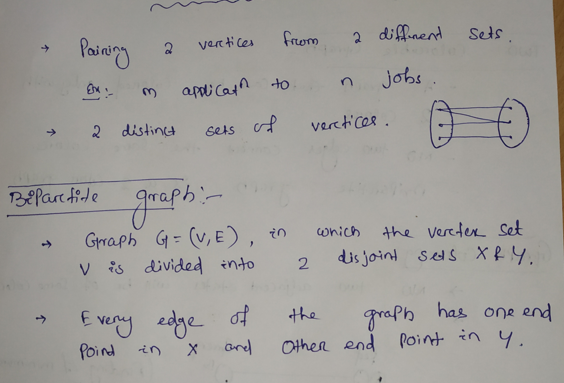 → Pairing 2 vertices from 2 different sets.
Ex:- m applicatn to n jobs.
→ 2 distinct sets of vertices.
Bipartite graph:-
→ Graph G = (V, E), in which the vertex set
V is divided into 2 disjoint sets X & Y.
→ Every edge of the graph has one end
point in X and other end point in Y.